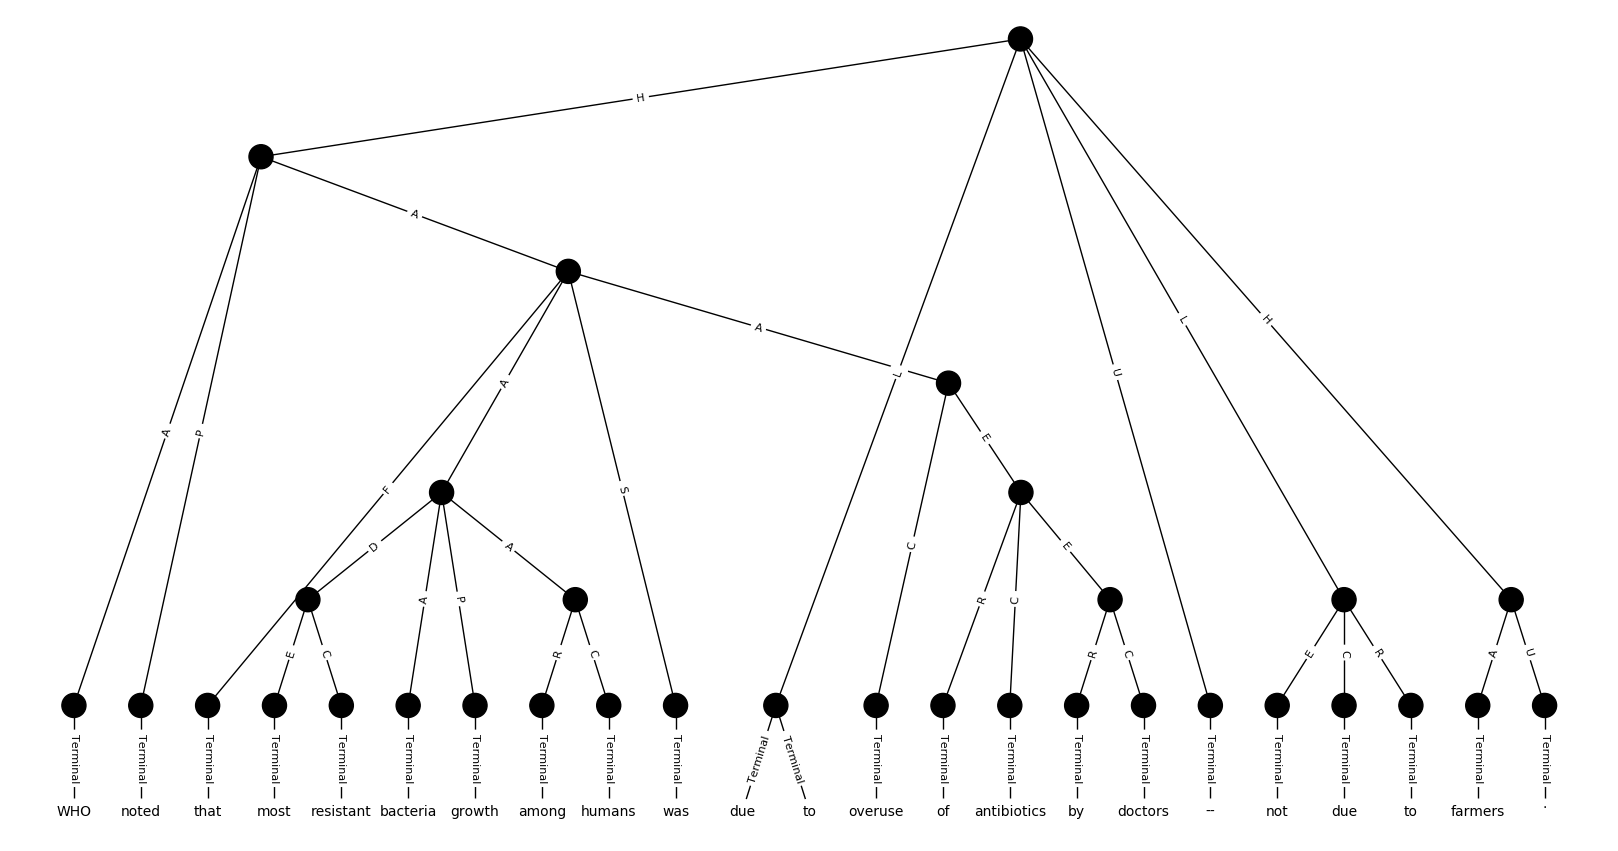 H
A
A
A
L
U
L
H
A
P
F
A
S
E
D
A
P
A
C
R
C
E
E
C
R
C
R
C
E
C
R
A
U
Terminal Terminal Terminal Terminal Terminal Terminal Terminal Terminal Terminal Terminal Terminal Terminal Terminal Terminal Terminal Terminal Terminal Terminal Terminal Terminal Terminal Terminal Terminal
WHO noted that most resistant bacteria growth among humans was due to overuse of antibiotics by doctors -- not due to farmers .